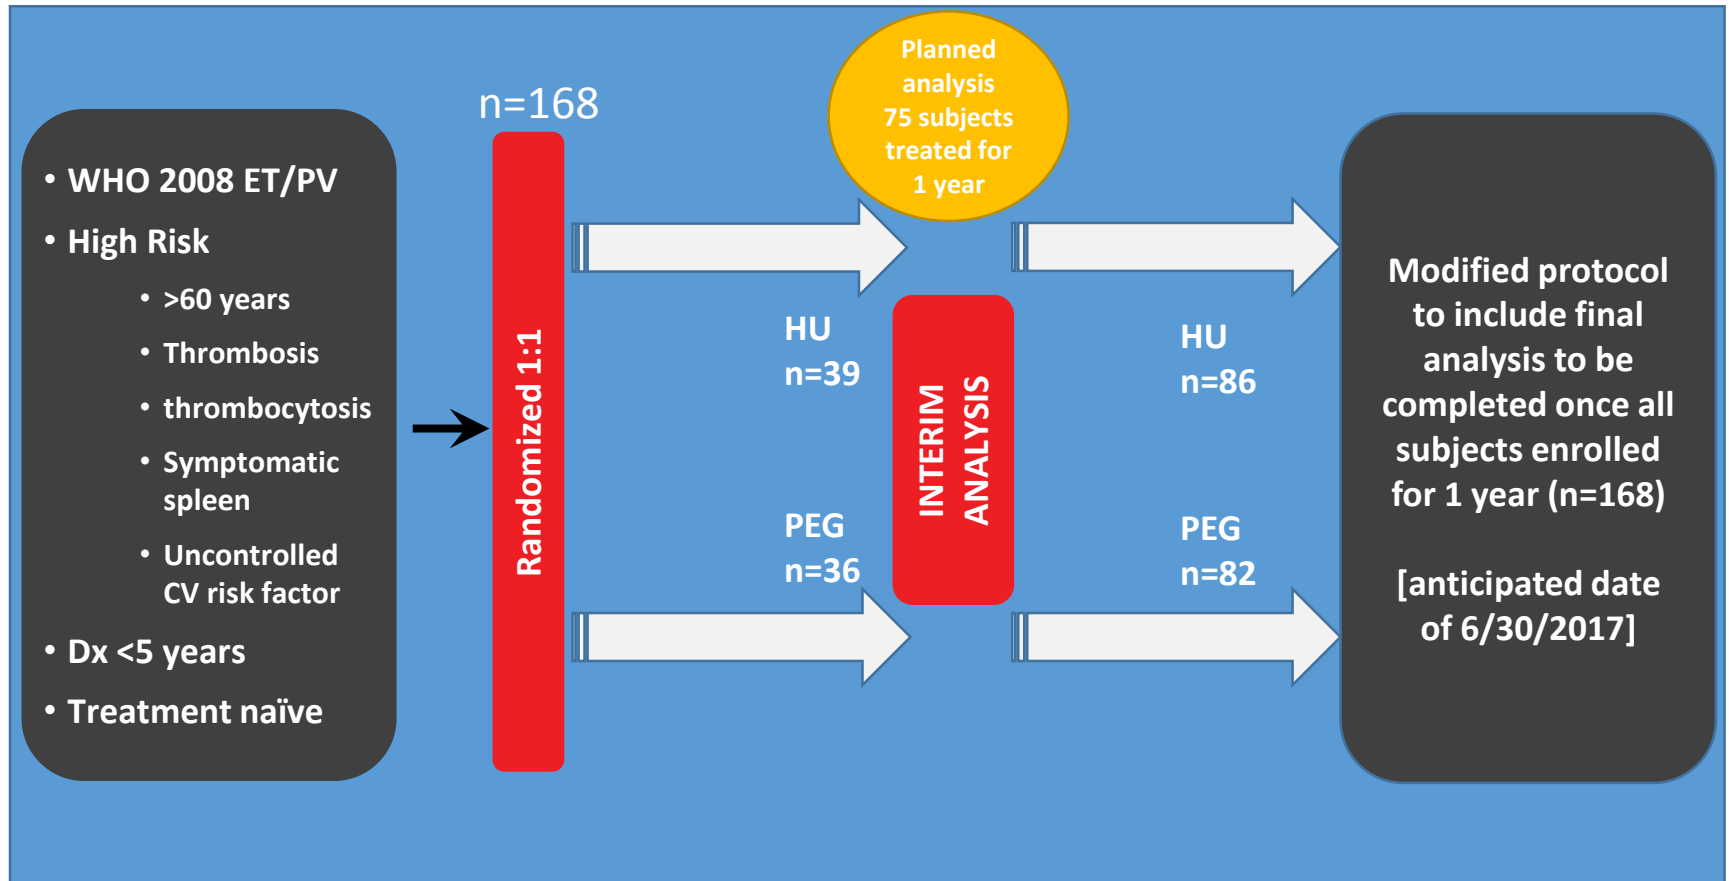 • WHO 2008 ET/PV
• High Risk
• >60 years
• Thrombosis
• thrombocytosis
• Symptomatic
spleen
• Uncontrolled
CV risk factor
• Dx <5 years
• Treatment naïve
n=168
Randomized 1:1
Planned
analysis
75 subjects
treated for
1 year
HU
n=39
PEG
n=36
INTERIM
ANALYSIS
HU
n=86
PEG
n=82
Modified protocol
to include final
analysis to be
completed once all
subjects enrolled
for 1 year (n=168)
[anticipated date
of 6/30/2017]